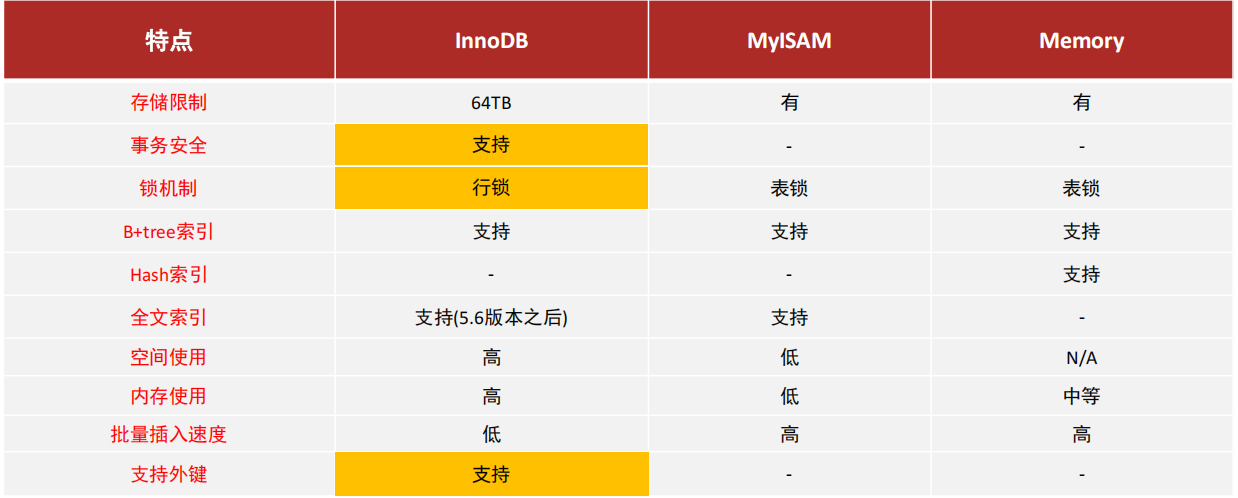 特点 InnoDB MyISAM Memory
存储限制 64TB 有 有
事务安全 支持 - -
锁机制 行锁 表锁 表锁
B+tree索引 支持 支持 支持
Hash索引 - - 支持
全文索引 支持(5.6版本之后) 支持 -
空间使用 高 低 N/A
内存使用 高 低 中等
批量插入速度 低 高 高
支持外键 支持 - -